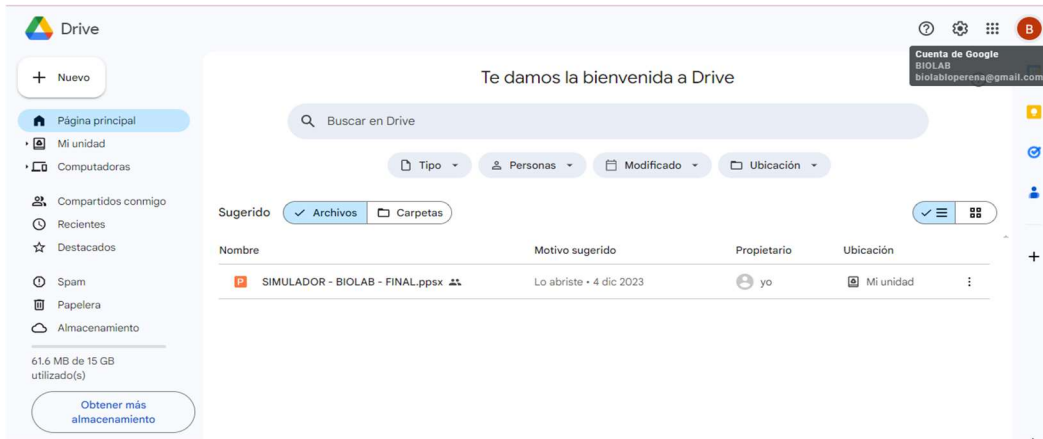 Drive
B
Cuenta de Google
BIOLAB
biolabloperena@gmail.com
Nuevo
Te damos la bienvenida a Drive
Página principal
Mi unidad
Computadoras
Compartidos conmigo
Recientes
Destacados
Spam
Papelera
Almacenamiento
61.6 MB de 15 GB
utilizado(s)
Obtener más
almacenamiento
Buscar en Drive
Tipo Personas Modificado Ubicación
Sugerido Archivos Carpetas
Nombre Motivo sugerido Propietario Ubicación
P SIMULADOR - BIOLAB - FINAL.ppsx Lo abriste • 4 dic 2023 yo Mi unidad